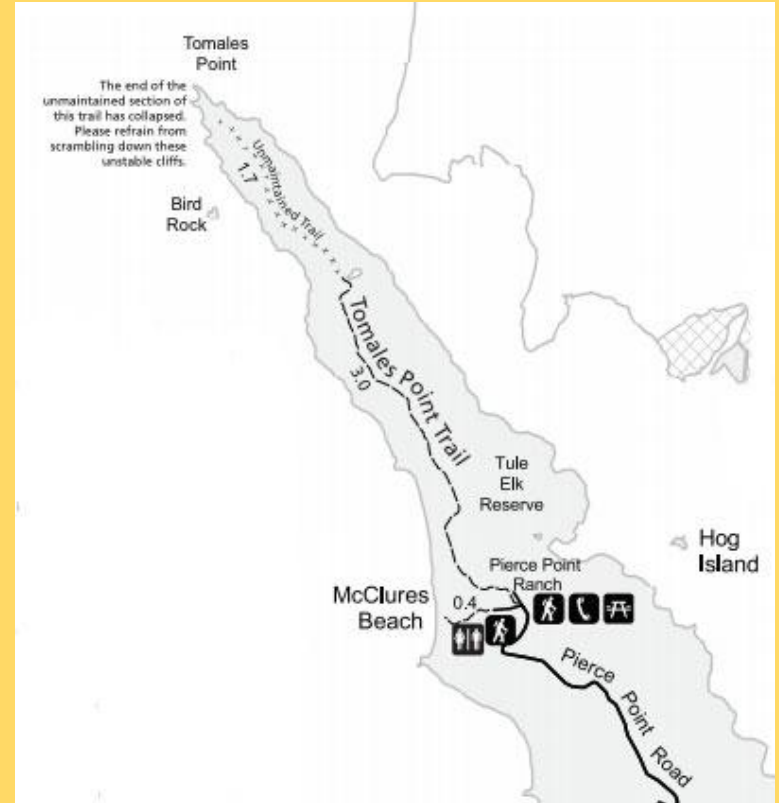 Tomales
Point
The end of the
unmaintained section of
this trail has collapsed.
Please refrain from
scrambling down these
unstable cliffs.
Unmaintained Trail
1.7
Bird
Rock
Tomales Point Trail
3.0
Tule
Elk
Reserve
Hog
Island
Pierce Point
Ranch
McClures
Beach
0.4
Pierce Point Road